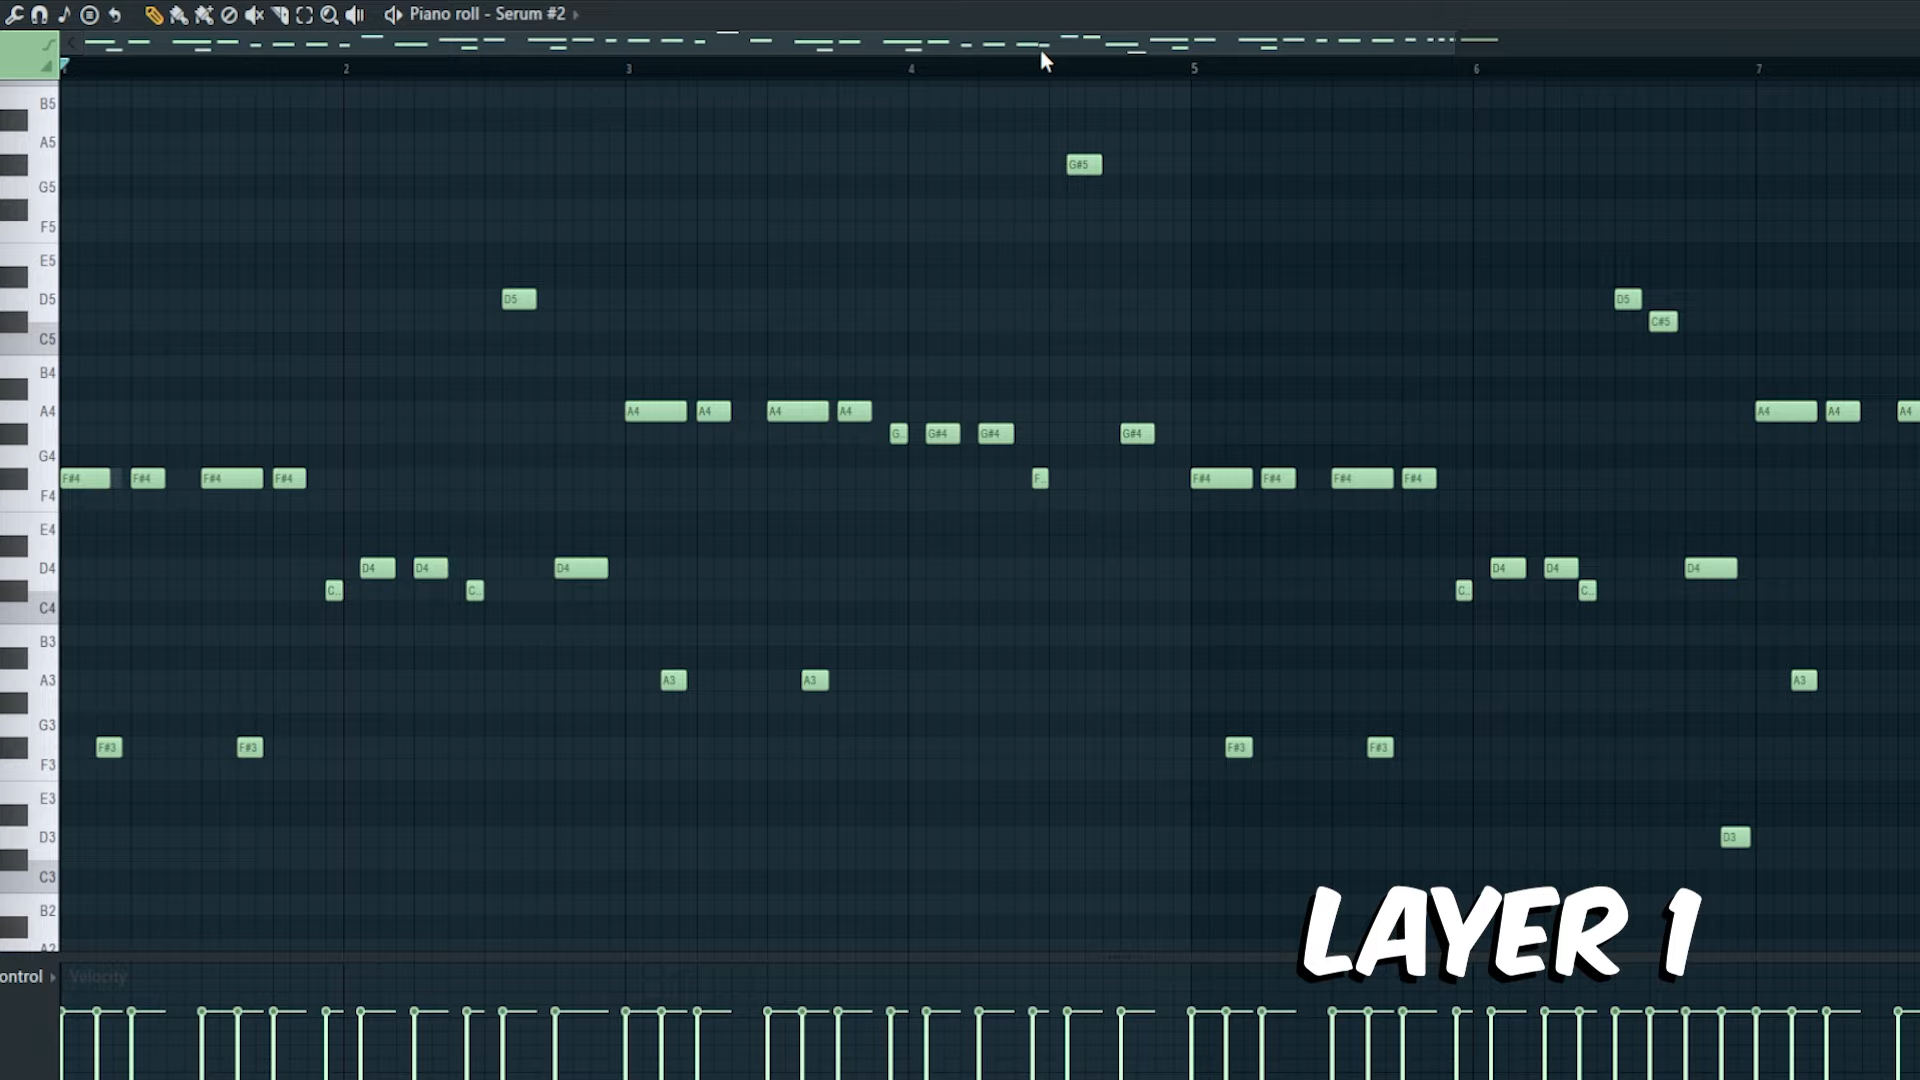 Piano roll - Serum #2
2 3 4 5 6 7
B5
A5
G#5
G5
F5
E5
D5 D5 D5
C#5
C5
B4
A4 A4 A4 A4 A4 A4 A4 A4
G.. G#4 G#4 G#4
G4
F#4 F#4 F#4 F#4 F.. F#4 F#4 F#4 F#4
F4
E4
D4 D4 D4 D4 D4 D4 D4
C.. C.. C.. C..
C4
B3
A3 A3 A3 A3
G3
F#3 F#3 F#3 F#3
F3
E3
D3 D3
C3
B2
A2
LAYER 1
ontrol Velocity